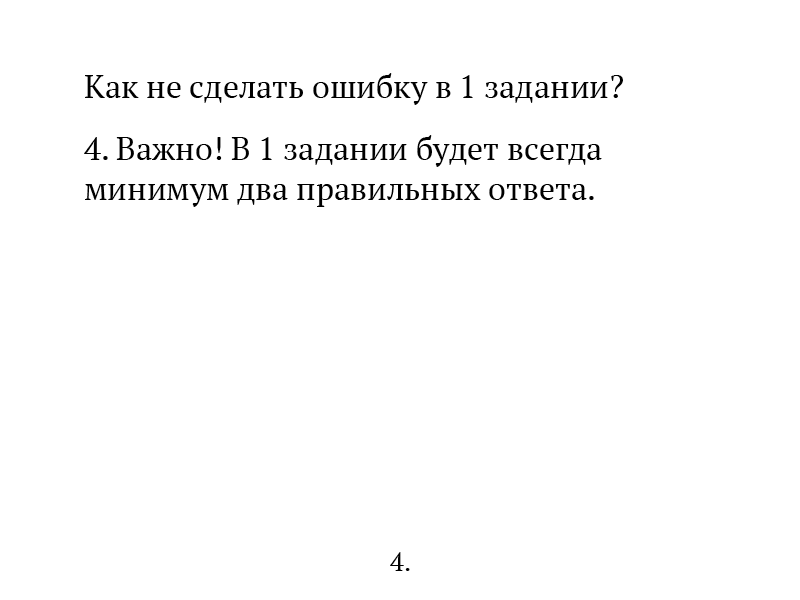 Как не сделать ошибку в 1 задании?
4. Важно! В 1 задании будет всегда
минимум два правильных ответа.
4.